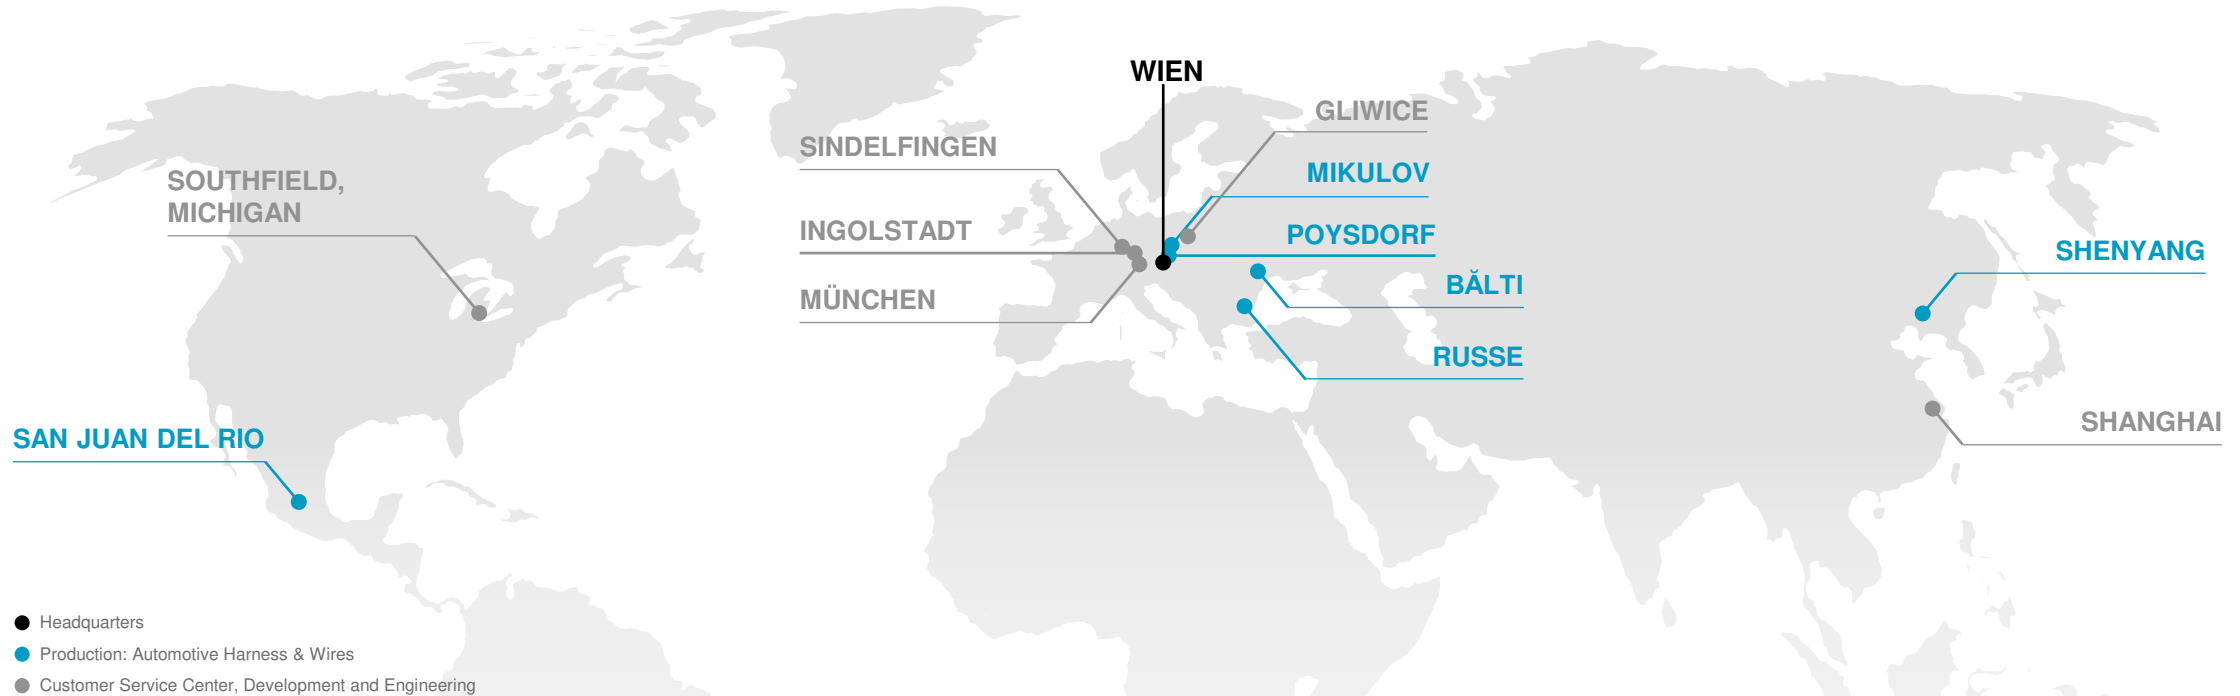 WIEN
GLIWICE
SINDELFINGEN
MIKULOV
SOUTHFIELD,
MICHIGAN
INGOLSTADT
POYSDORF
SHENYANG
BĂLTI
MÜNCHEN
RUSSE
SHANGHAI
SAN JUAN DEL RIO
Headquarters
Production: Automotive Harness & Wires
Customer Service Center, Development and Engineering